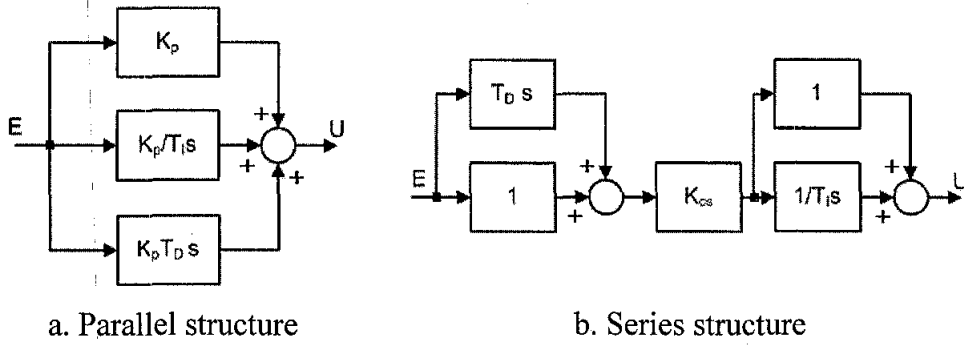 K_p
E
K_p/T_I s
U
K_p T_D s
+
+
+
a. Parallel structure
T_D s
E
1
+
+
K_cs
1
1/T_I s
+
+
U
b. Series structure